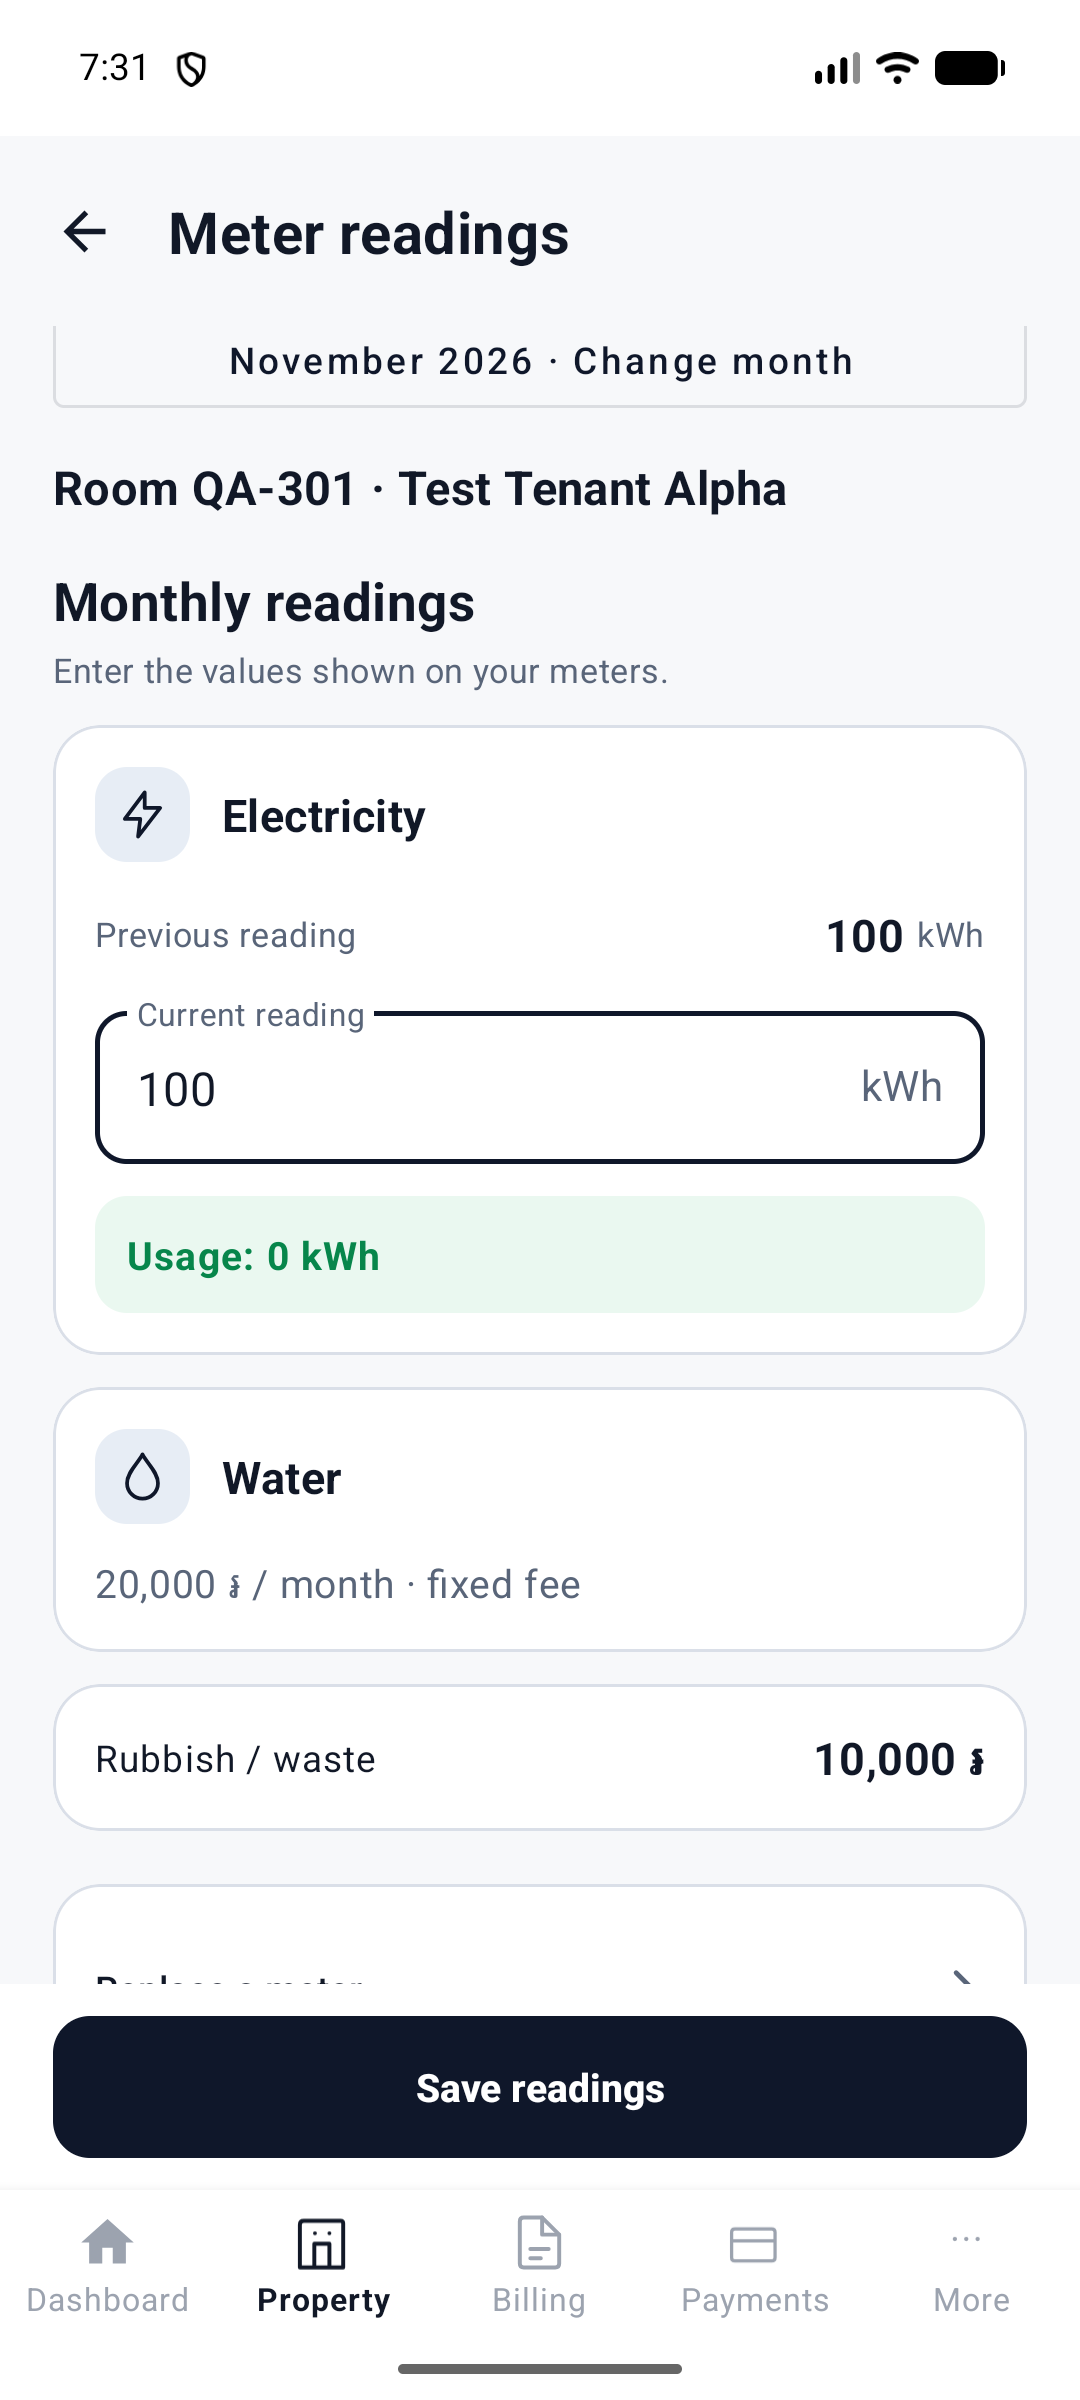 7:31
Meter readings
November 2026 · Change month
Room QA-301 · Test Tenant Alpha
Monthly readings
Enter the values shown on your meters.
Electricity
Previous reading 100 kWh
Current reading
100 kWh
Usage: 0 kWh
Water
20,000 ៛ / month · fixed fee
Rubbish / waste 10,000 ៛
Replace a meter
Save readings
Dashboard Property Billing Payments More